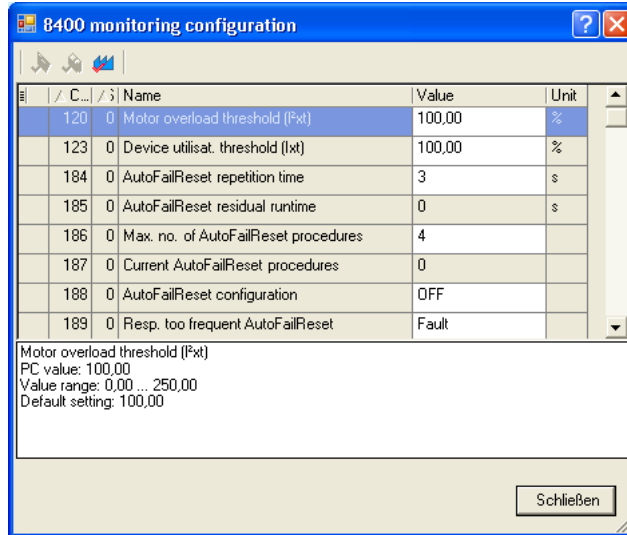 8400 monitoring configuration
C... S Name Value Unit
120 0 Motor overload threshold (I²xt) 100,00 %
123 0 Device utilisat. threshold (Ixt) 100,00 %
184 0 AutoFailReset repetition time 3 s
185 0 AutoFailReset residual runtime 0 s
186 0 Max. no. of AutoFailReset procedures 4
187 0 Current AutoFailReset procedures 0
188 0 AutoFailReset configuration OFF
189 0 Resp. too frequent AutoFailReset Fault
Motor overload threshold (I²xt)
PC value: 100,00
Value range: 0,00 ... 250,00
Default setting: 100,00
Schließen